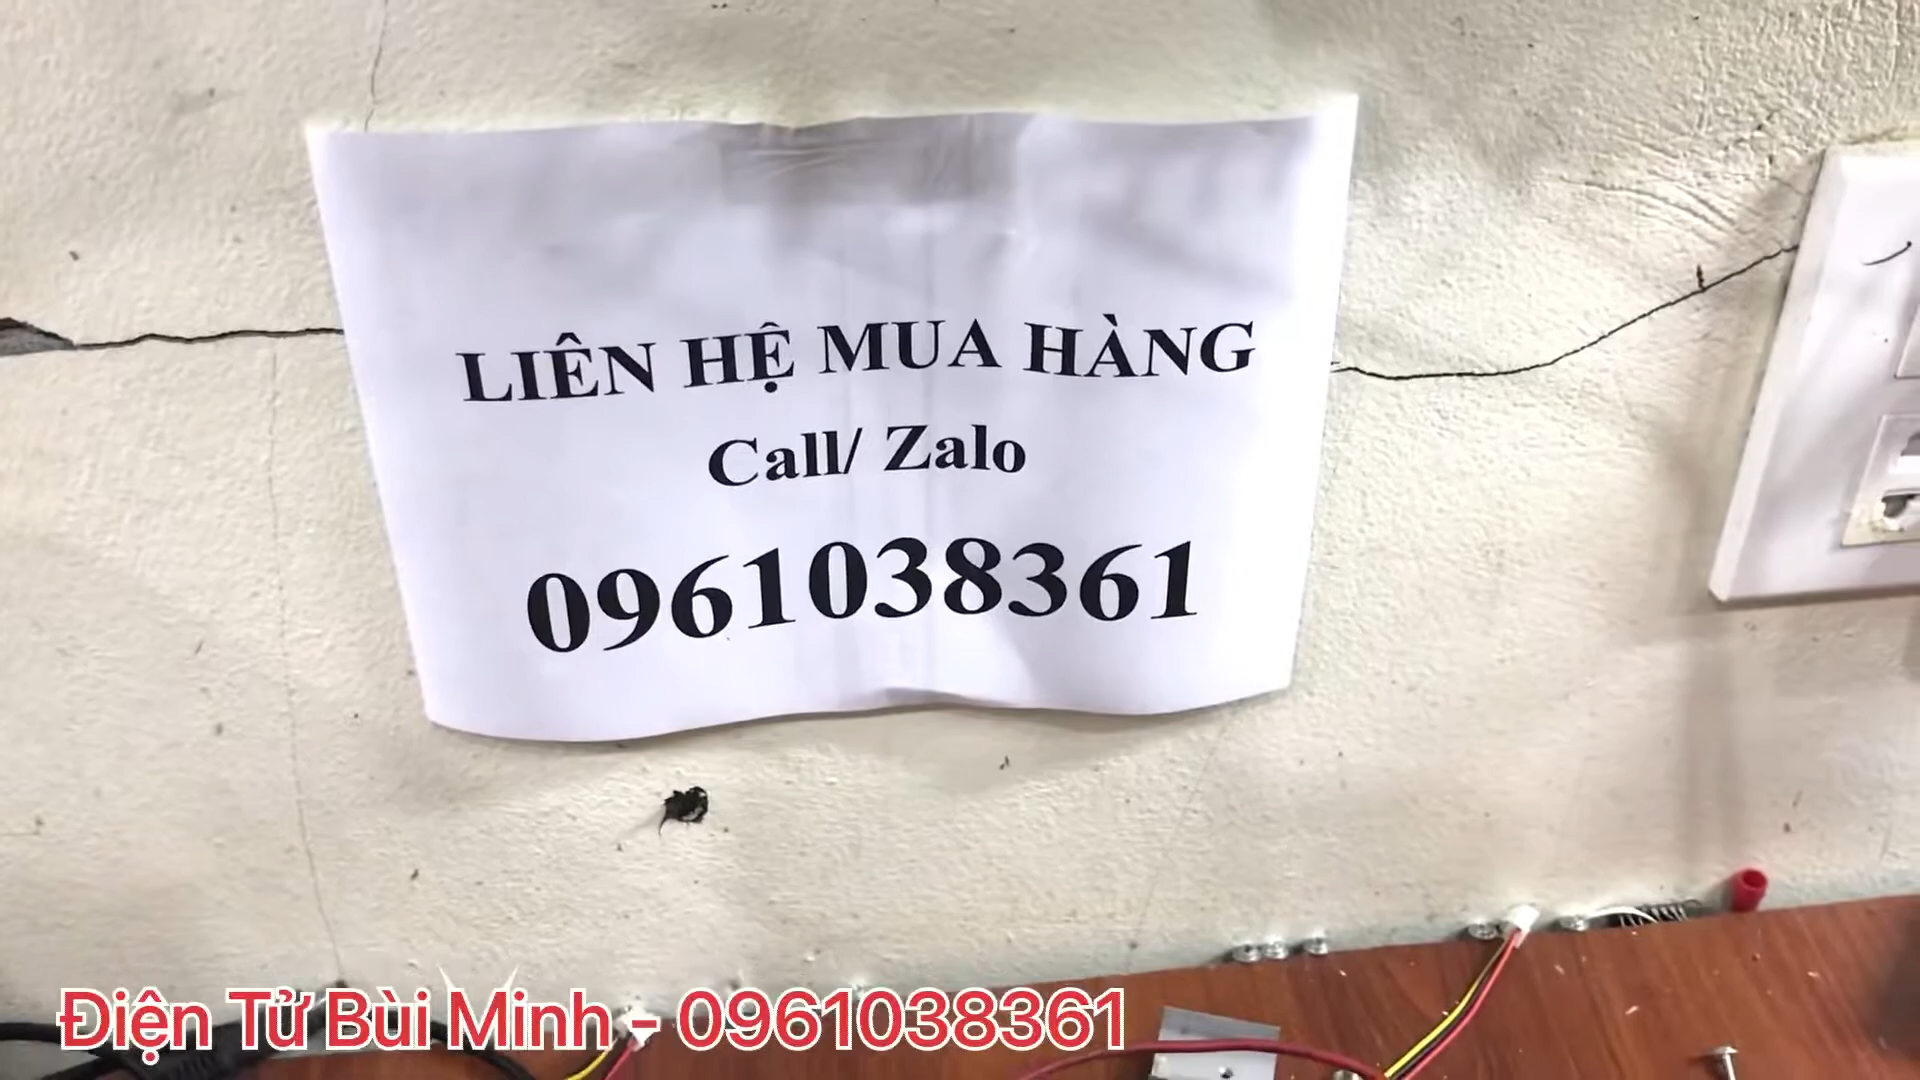 LIÊN HỆ MUA HÀNG
Call/ Zalo
0961038361
Điện Tử Bùi Minh - 0961038361